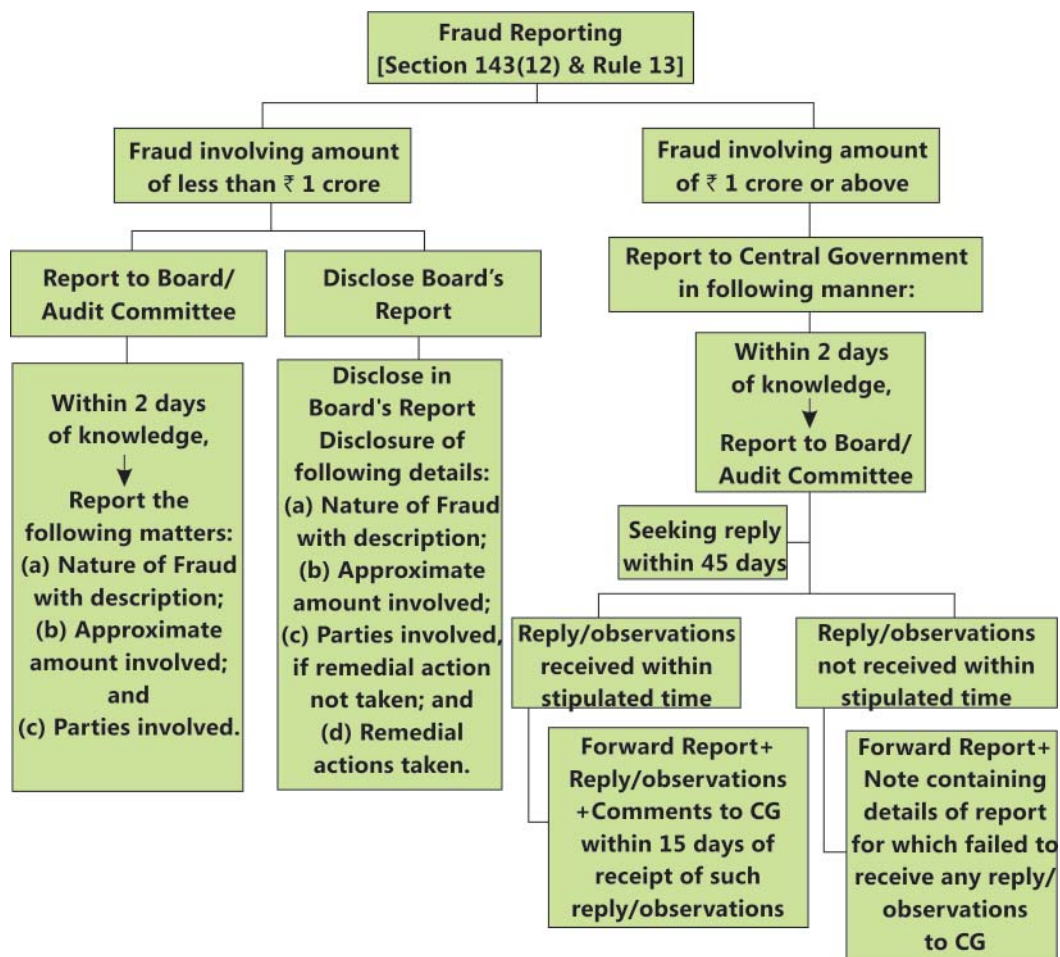 Fraud Reporting
[Section 143(12) & Rule 13]
Fraud involving amount
of less than ₹ 1 crore
Fraud involving amount
of ₹ 1 crore or above
Report to Board/
Audit Committee
Disclose Board's
Report
Report to Central Government
in following manner:
Within 2 days
of knowledge,
Report the
following matters:
(a) Nature of Fraud
with description;
(b) Approximate
amount involved;
and
(c) Parties involved.
Disclose in
Board's Report
Disclosure of
following details:
(a) Nature of Fraud
with description;
(b) Approximate
amount involved;
(c) Parties involved,
if remedial action
not taken; and
(d) Remedial
actions taken.
Within 2 days
of knowledge,
Report to Board/
Audit Committee
Seeking reply
within 45 days
Reply/observations
received within
stipulated time
Reply/observations
not received within
stipulated time
Forward Report+
Reply/observations
+Comments to CG
within 15 days of
receipt of such
reply/observations
Forward Report+
Note containing
details of report
for which failed to
receive any reply/
observations
to CG